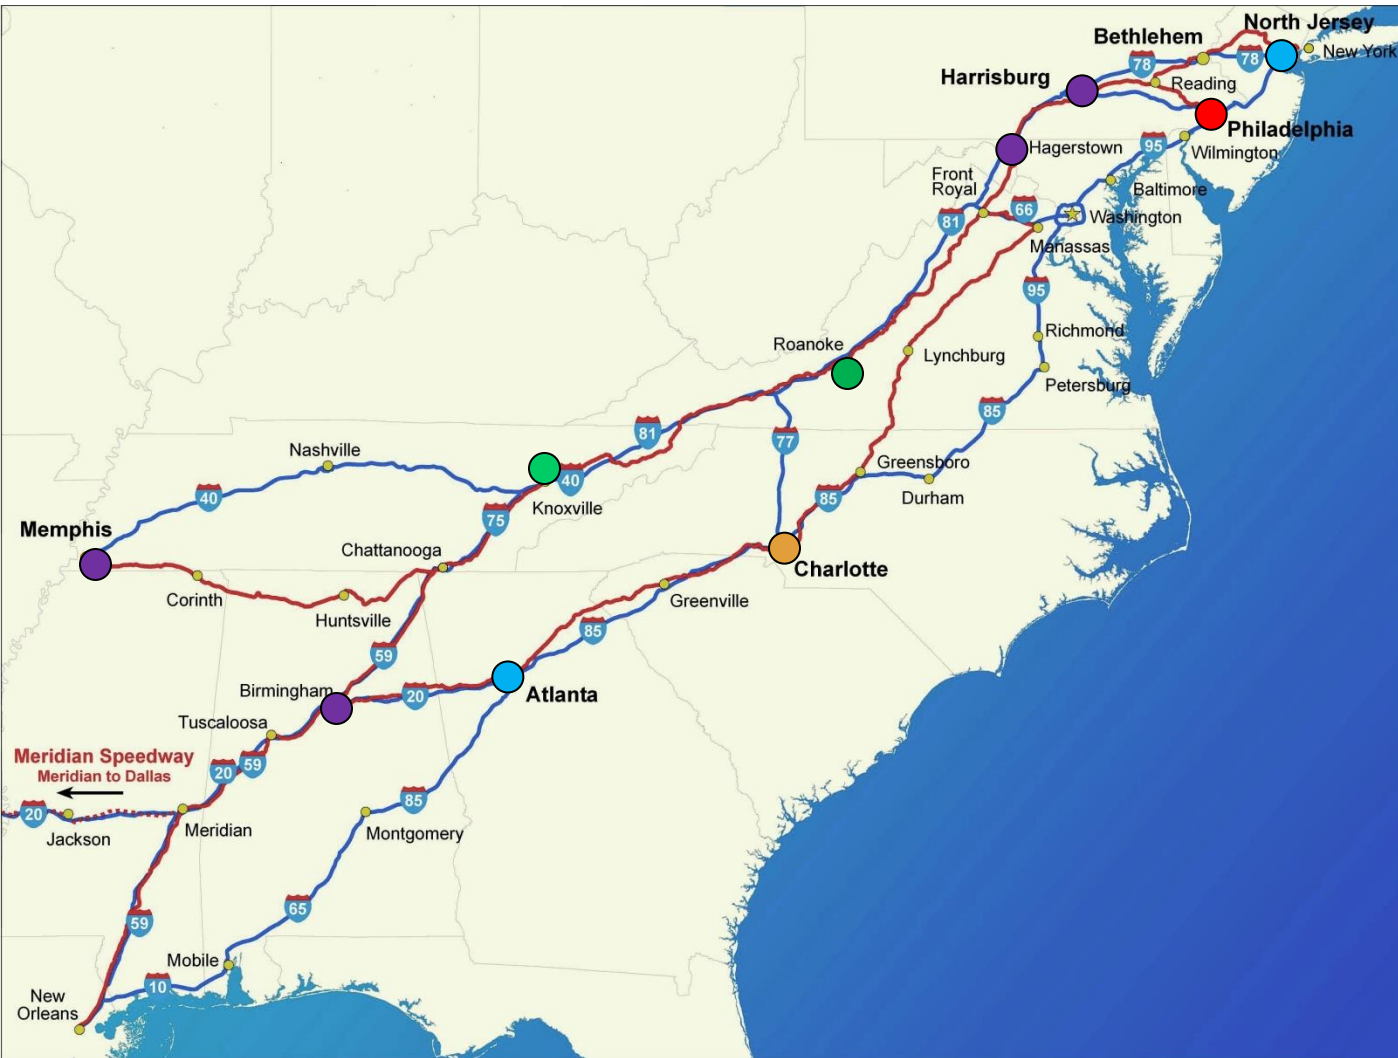 North Jersey
Bethlehem
New York
78
78
Harrisburg
Reading
Philadelphia
95
Wilmington
Hagerstown
Front
Royal
Baltimore
66
81
Washington
Manassas
95
Richmond
Roanoke
Lynchburg
Petersburg
85
81
77
Nashville
Greensboro
40
40
Knoxville
85
Durham
75
Memphis
Chattanooga
Charlotte
Corinth
Huntsville
Greenville
85
59
Birmingham
20
Atlanta
Tuscaloosa
Meridian Speedway
59
20
Meridian to Dallas
85
20
Jackson
Meridian
Montgomery
65
59
Mobile
10
New
Orleans